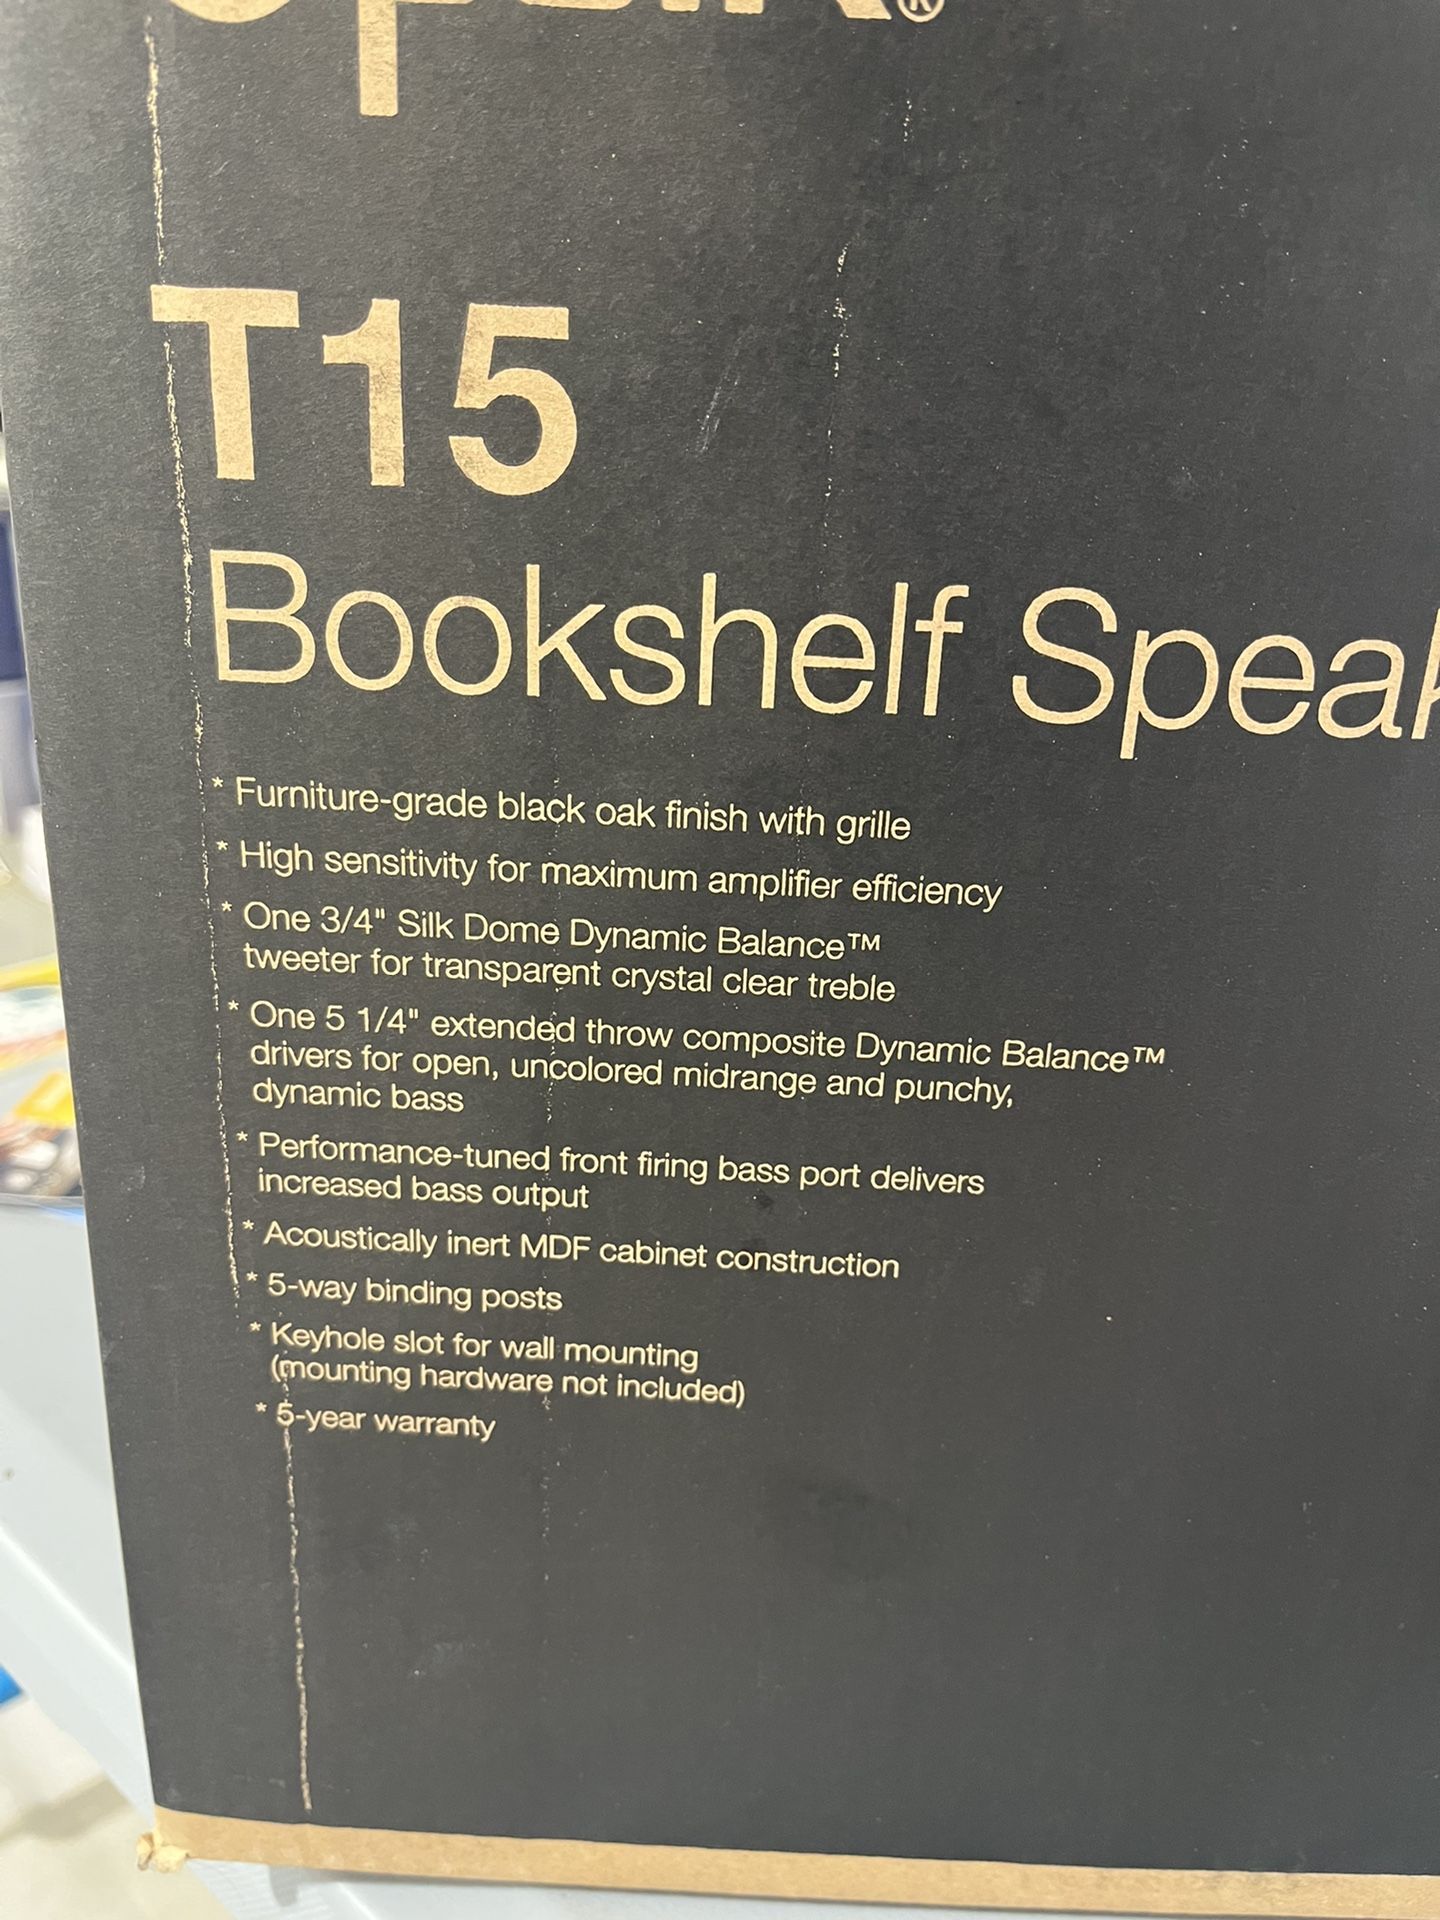 T15
Bookshelf Speak
* Furniture-grade black oak finish with grille
* High sensitivity for maximum amplifier efficiency
* One 3/4" Silk Dome Dynamic Balance™
tweeter for transparent crystal clear treble
* One 5 1/4" extended throw composite Dynamic Balance™
drivers for open, uncolored midrange and punchy,
dynamic bass
* Performance-tuned front firing bass port delivers
increased bass output
* Acoustically inert MDF cabinet construction
* 5-way binding posts
* Keyhole slot for wall mounting
(mounting hardware not included)
* 5-year warranty